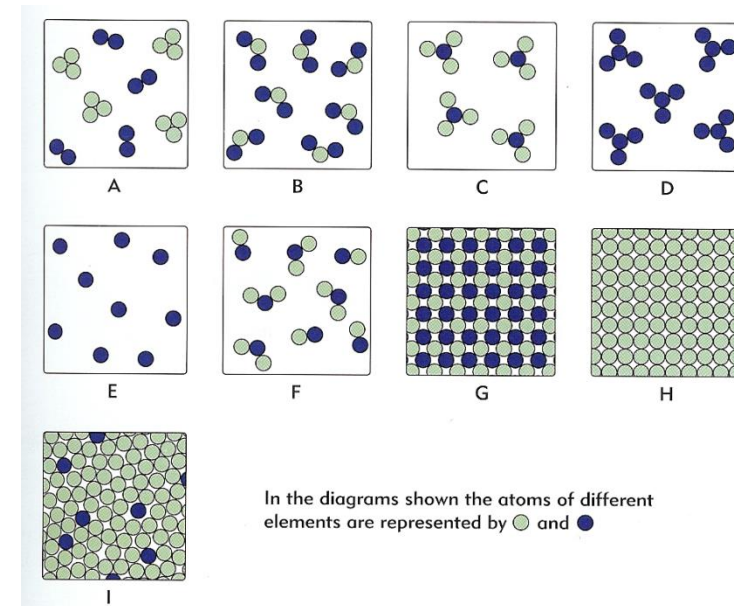 A
B
C
D
E
F
G
H
I
In the diagrams shown the atoms of different
elements are represented by and